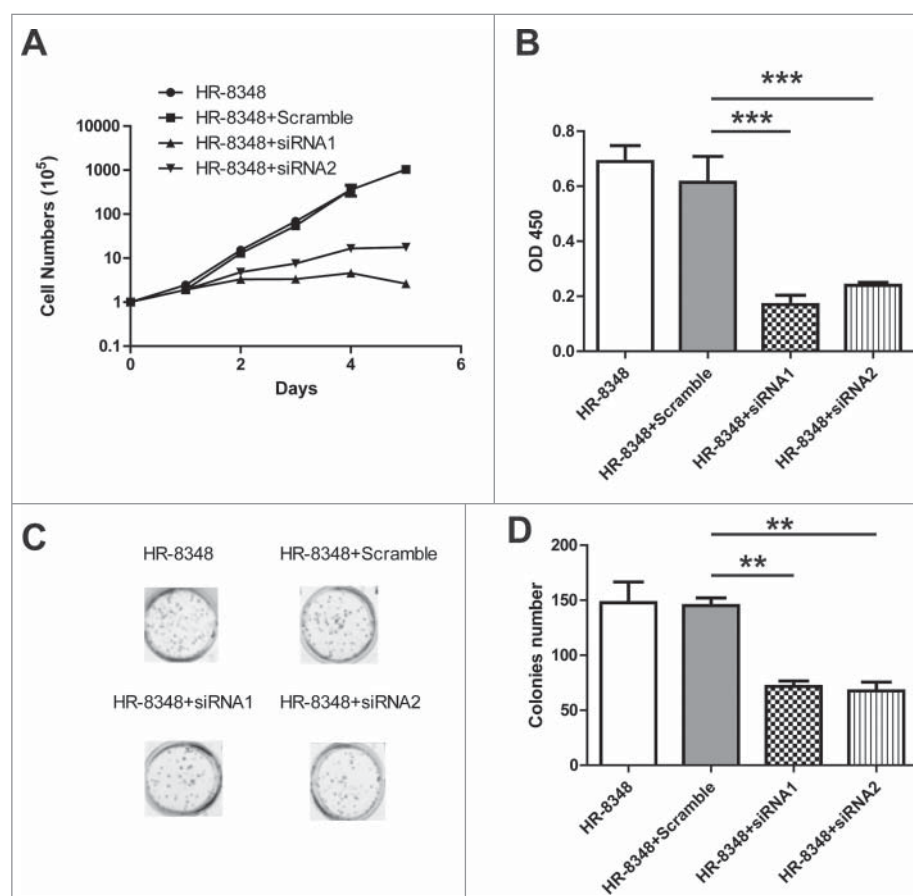 A
HR-8348
HR-8348+Scramble
HR-8348+siRNA1
HR-8348+siRNA2
Cell Numbers (10⁵)
10000
1000
100
10
1
0.1
0
2
4
6
Days
B
***
***
OD 450
0.8
0.6
0.4
0.2
0.0
HR-8348
HR-8348+Scramble
HR-8348+siRNA1
HR-8348+siRNA2
C
HR-8348
HR-8348+Scramble
HR-8348+siRNA1
HR-8348+siRNA2
D
**
**
Colonies number
200
150
100
50
0
HR-8348
HR-8348+Scramble
HR-8348+siRNA1
HR-8348+siRNA2